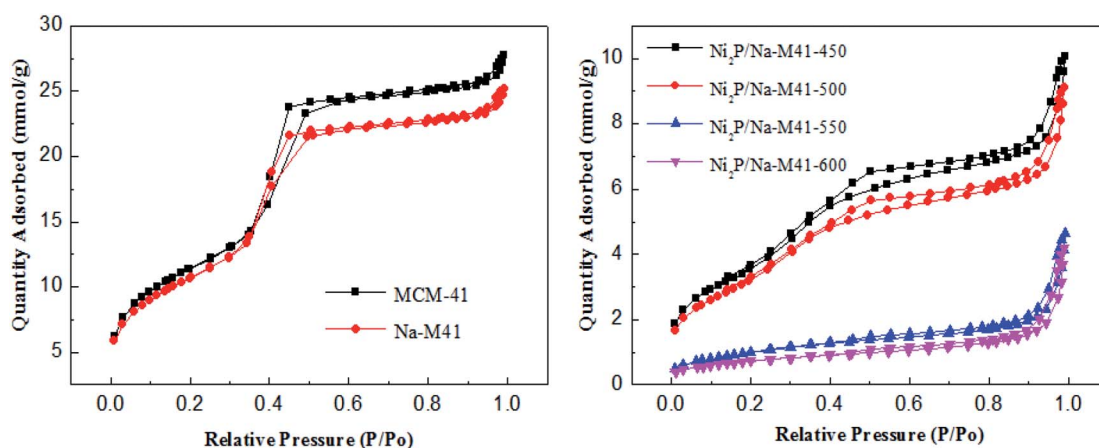 30
25
20
15
10
5
Quantity Adsorbed (mmol/g)
MCM-41
Na-M41
0.0 0.2 0.4 0.6 0.8 1.0
Relative Pressure (P/Po)
10
8
6
4
2
0
Quantity Adsorbed (mmol/g)
Ni₂P/Na-M41-450
Ni₂P/Na-M41-500
Ni₂P/Na-M41-550
Ni₂P/Na-M41-600
0.0 0.2 0.4 0.6 0.8 1.0
Relative Pressure (P/Po)